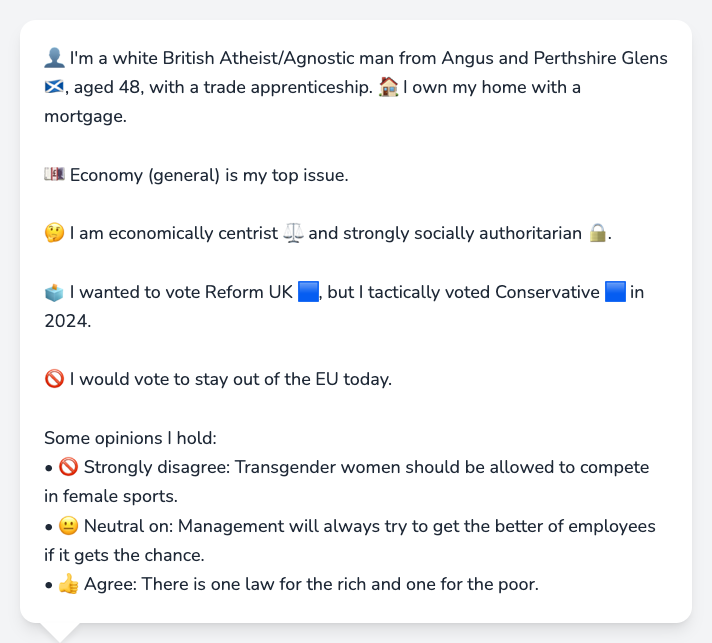 👤 I'm a white British Atheist/Agnostic man from Angus and Perthshire Glens
🏴󠁧󠁢󠁳󠁣󠁴󠁿, aged 48, with a trade apprenticeship. 🏠 I own my home with a
mortgage.
💷 Economy (general) is my top issue.
🤔 I am economically centrist ⚖️ and strongly socially authoritarian 🔒.
🗳️ I wanted to vote Reform UK 🟦, but I tactically voted Conservative 🟦 in
2024.
🚫 I would vote to stay out of the EU today.
Some opinions I hold:
• 🚫 Strongly disagree: Transgender women should be allowed to compete
in female sports.
• 😐 Neutral on: Management will always try to get the better of employees
if it gets the chance.
• 👍 Agree: There is one law for the rich and one for the poor.